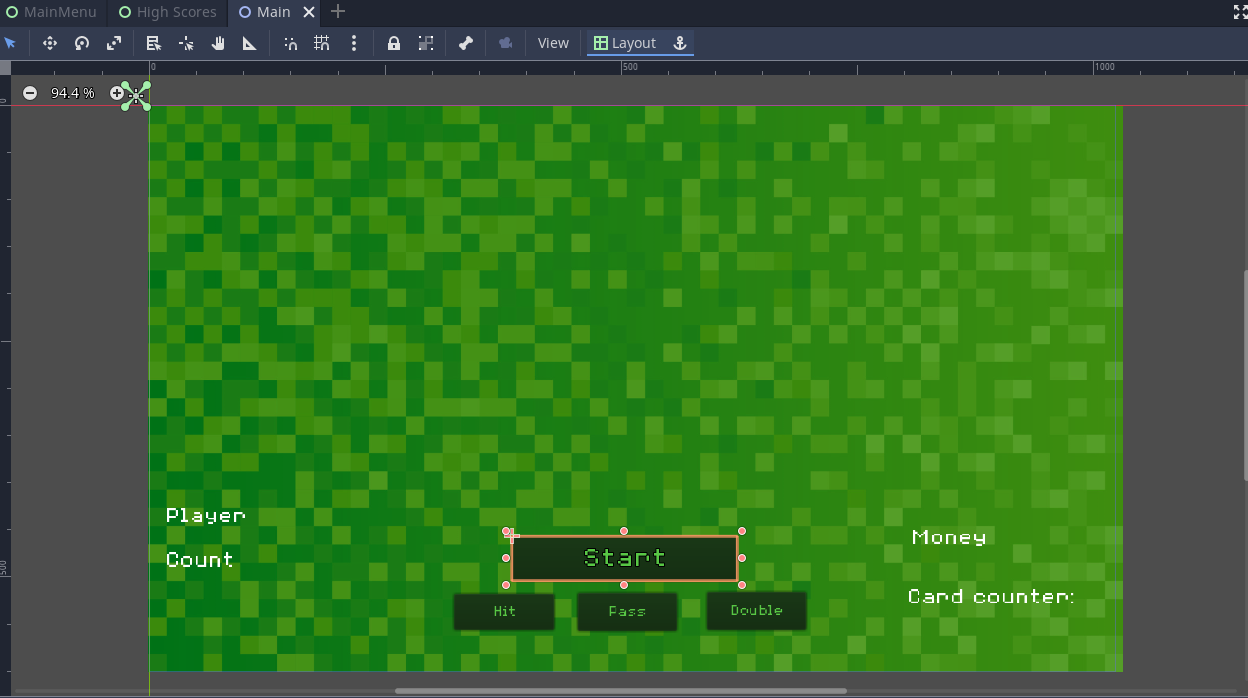 MainMenu High Scores Main
View Layout
0 500 1000
94.4 %
0
Player
Money
Start
Count
500
Card counter:
Hit Pass Double